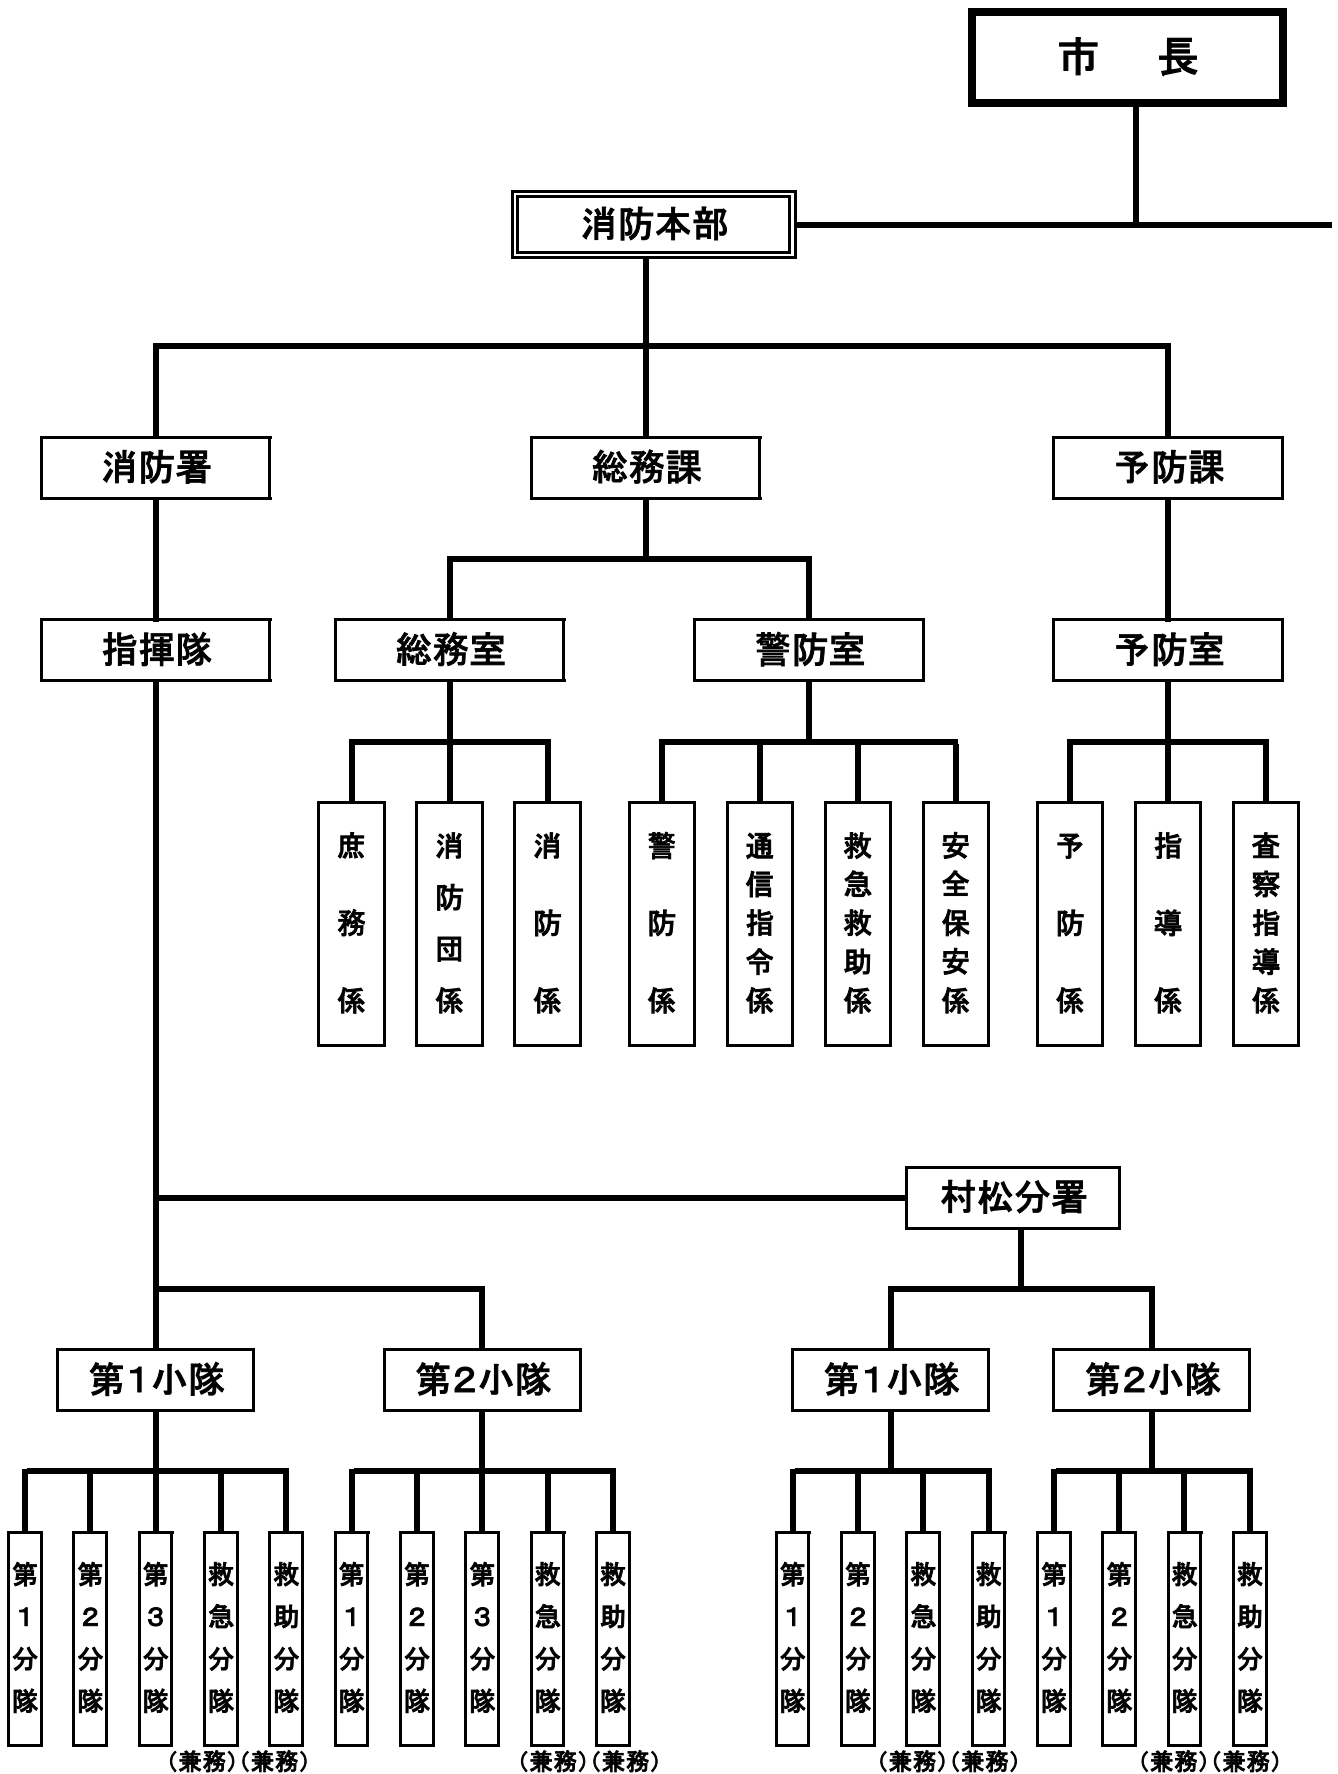 市　長
消防本部
消防署
総務課
予防課
指揮隊
総務室
警防室
予防室
庶務係
消防団係
消防係
警防係
通信指令係
救急救助係
安全保安係
予防係
指導係
査察指導係
村松分署
第１小隊
第２小隊
第１小隊
第２小隊
第１分隊
第２分隊
第３分隊
救急分隊
救助分隊
第１分隊
第２分隊
第３分隊
救急分隊
救助分隊
第１分隊
第２分隊
救急分隊
救助分隊
第１分隊
第２分隊
救急分隊
救助分隊
（兼務）（兼務）
（兼務）（兼務）
（兼務）（兼務）
（兼務）（兼務）